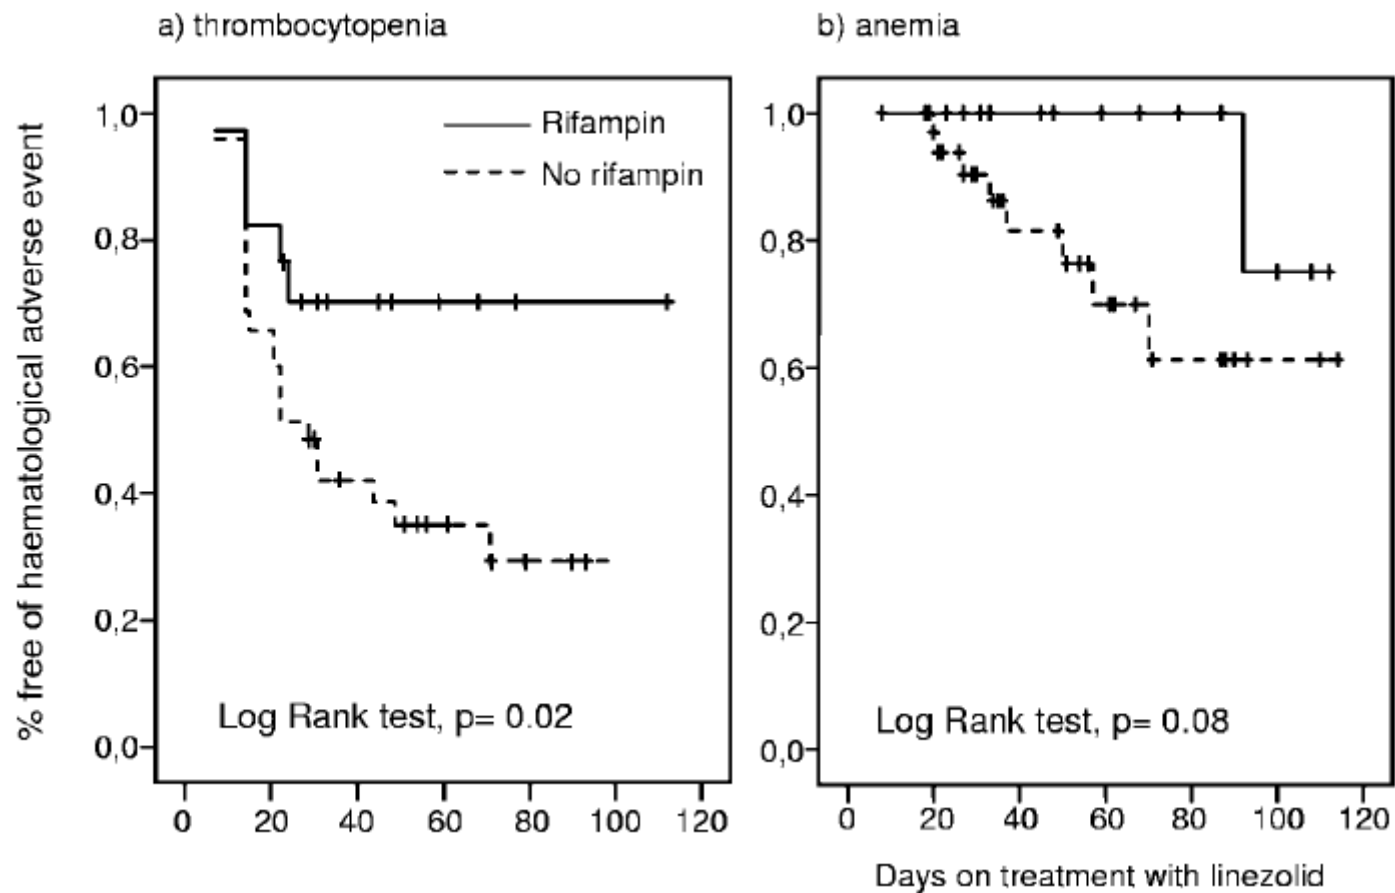 a) thrombocytopenia
b) anemia
% free of haematological adverse event
1,0
0,8
0,6
0,4
0,2
0,0
Rifampin
No rifampin
Log Rank test, p= 0.02
0 20 40 60 80 100 120
1,0
0,8
0,6
0,4
0,2
0,0
Log Rank test, p= 0.08
0 20 40 60 80 100 120
Days on treatment with linezolid